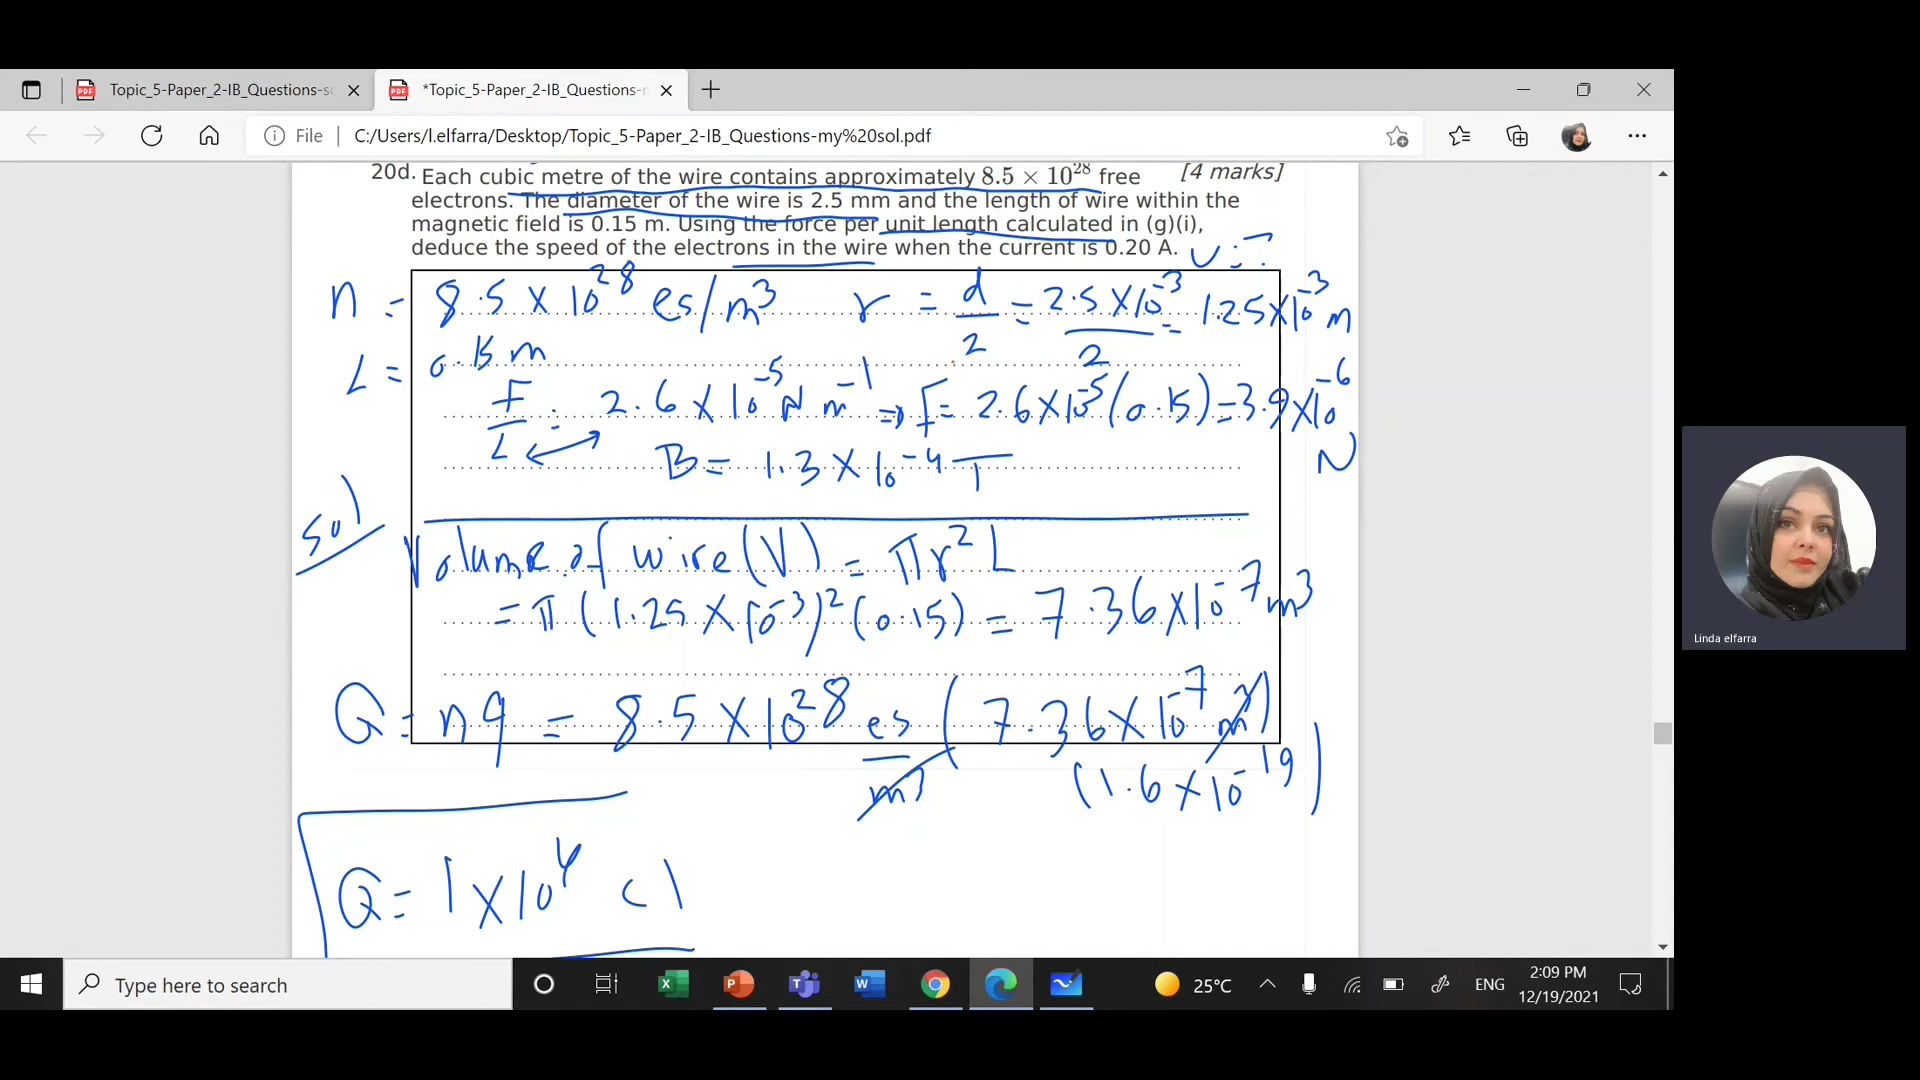 Topic_5-Paper_2-IB_Questions-so
*Topic_5-Paper_2-IB_Questions-m
File
C:/Users/l.elfarra/Desktop/Topic_5-Paper_2-IB_Questions-my%20sol.pdf
20d. Each cubic metre of the wire contains approximately 8.5 × 10²⁸ free [4 marks]
electrons. The diameter of the wire is 2.5 mm and the length of wire within the
magnetic field is 0.15 m. Using the force per unit length calculated in (g)(i),
deduce the speed of the electrons in the wire when the current is 0.20 A.
v = ?
n = 8.5 X 10²⁸ es/m³ r = d/2 = 2.5 X 10⁻³/2 = 1.25 X 10⁻³ m
L = 0.15 m
F/L = 2.6 X 10⁻⁵ N m⁻¹ ⇒ F = 2.6 X 10⁻⁵ (0.15) = 3.9 X 10⁻⁶ N
B = 1.3 X 10⁻⁴ T
sol
Volume of wire (V) = πr² L
= π (1.25 X 10⁻³)² (0.15) = 7.36 X 10⁻⁷ m³
Q = nq = 8.5 X 10²⁸ es/m³ (7.36 X 10⁻⁷ m³)
(1.6 X 10⁻¹⁹)
Q = 1 X 10⁴ C
Linda elfarra
Type here to search
25°C
ENG
2:09 PM
12/19/2021